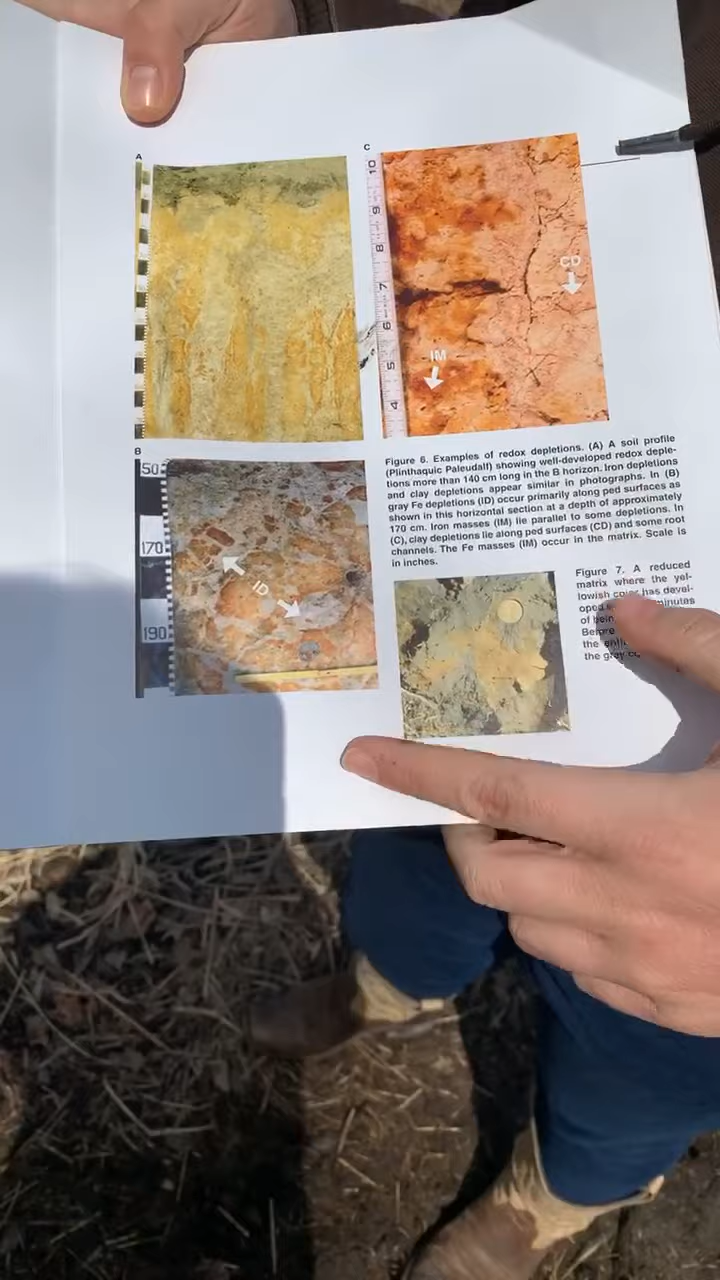 A
C
10
9
8
7
6
5
4
CD
IM
B
150
170
190
ID
Figure 6. Examples of redox depletions. (A) A soil profile
(Plinthaquic Paleudalf) showing well-developed redox deple-
tions more than 140 cm long in the B horizon. Iron depletions
and clay depletions appear similar in photographs. In (B)
gray Fe depletions (ID) occur primarily along ped surfaces as
shown in this horizontal section at a depth of approximately
170 cm. Iron masses (IM) lie parallel to some depletions. In
(C), clay depletions lie along ped surfaces (CD) and some root
channels. The Fe masses (IM) occur in the matrix. Scale is
in inches.
Figure 7. A reduced
matrix where the yel-
lowish color has devel-
minutes
of
Before
the
the gray